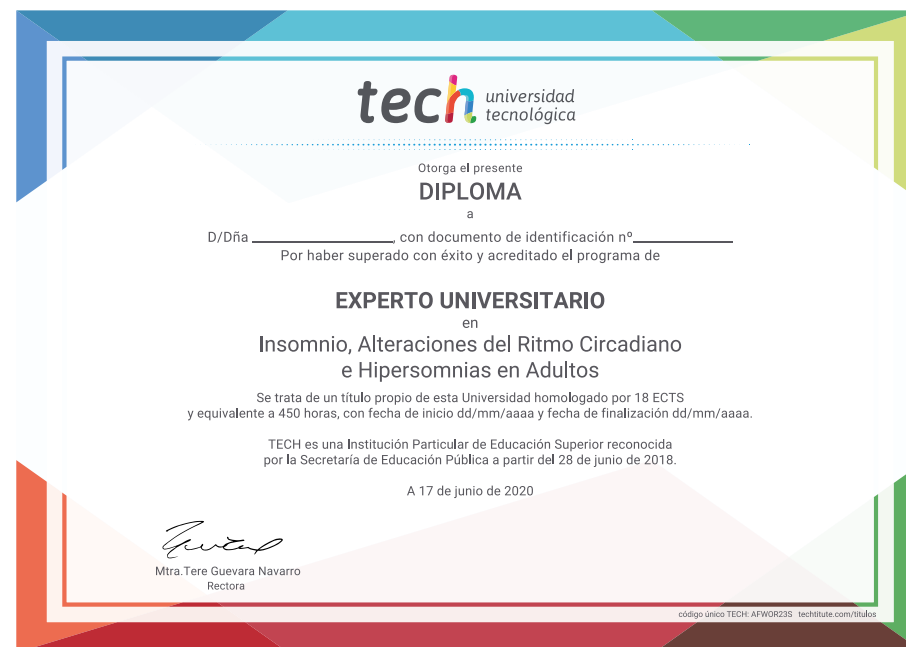 tech universidad
tecnológica
Otorga el presente
DIPLOMA
a
D/Dña ____________________, con documento de identificación nº______________
Por haber superado con éxito y acreditado el programa de
EXPERTO UNIVERSITARIO
en
Insomnio, Alteraciones del Ritmo Circadiano
e Hipersomnias en Adultos
Se trata de un título propio de esta Universidad homologado por 18 ECTS
y equivalente a 450 horas, con fecha de inicio dd/mm/aaaa y fecha de finalización dd/mm/aaaa.
TECH es una Institución Particular de Educación Superior reconocida
por la Secretaría de Educación Pública a partir del 28 de junio de 2018.
A 17 de junio de 2020
Mtra.Tere Guevara Navarro
Rectora
código único TECH: AFWOR23S techtitute.com/titulos